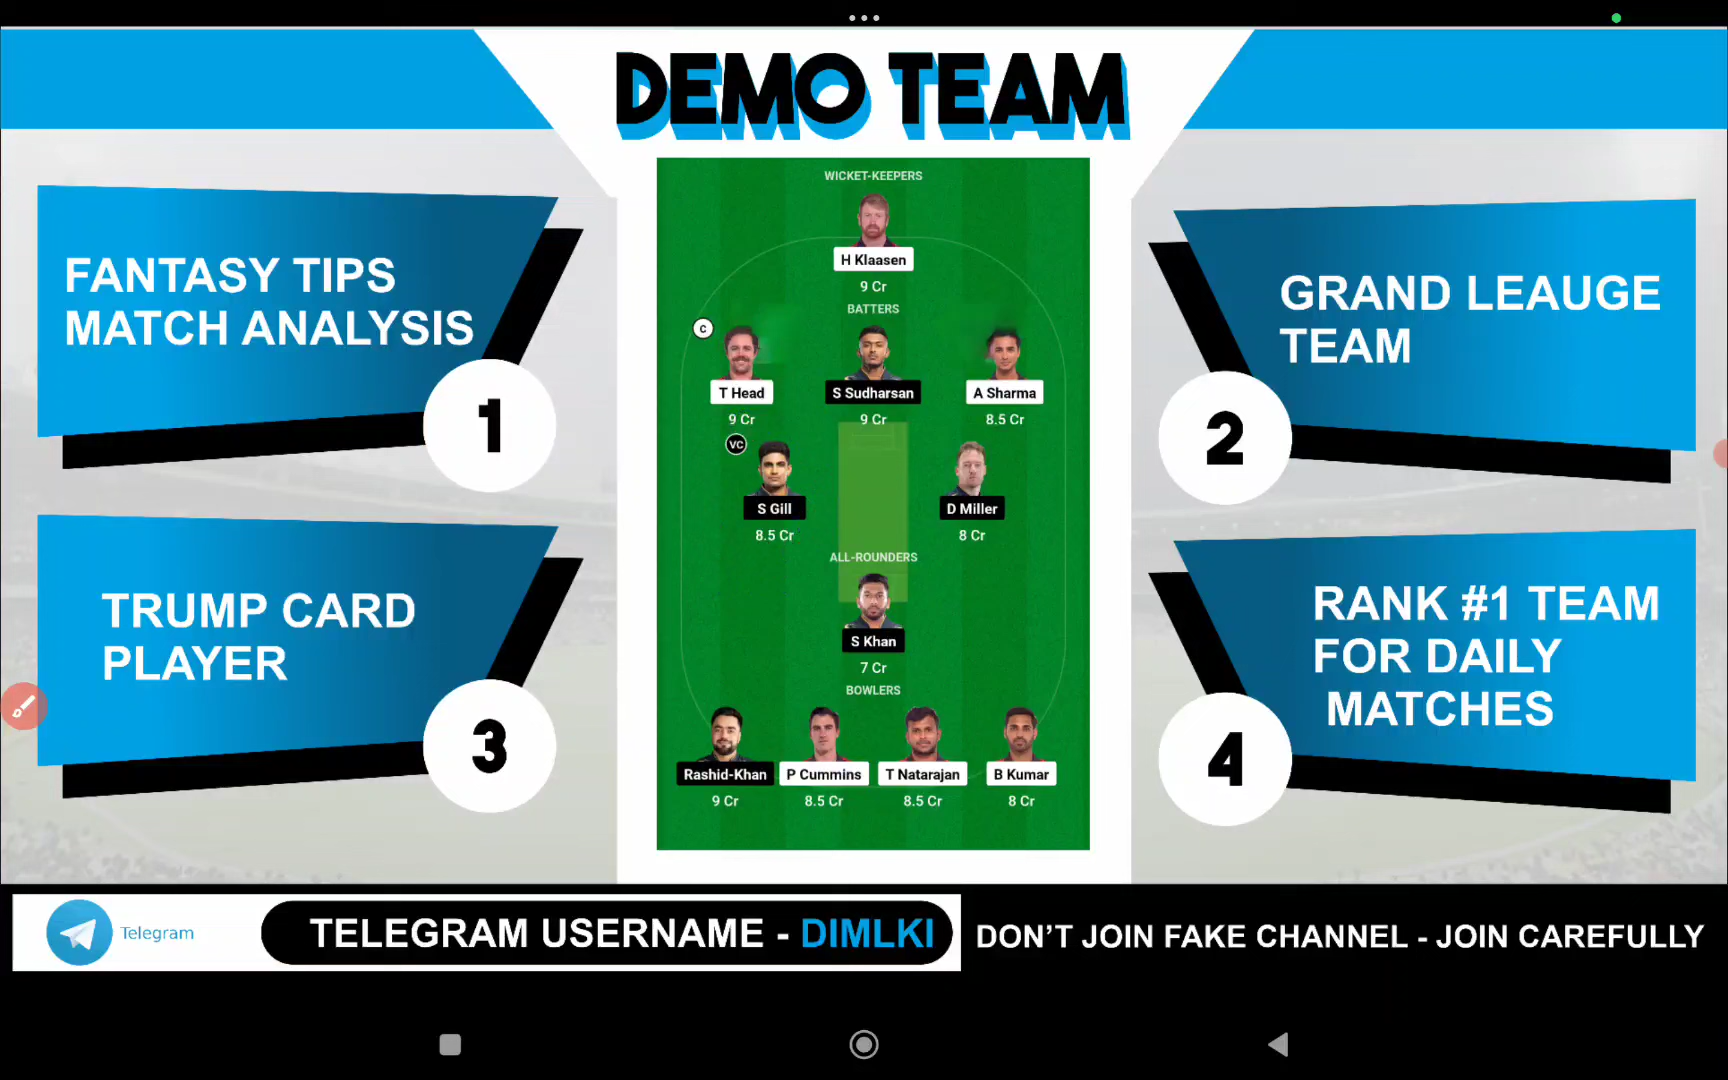 DEMO TEAM
FANTASY TIPS
MATCH ANALYSIS
1
GRAND LEAUGE
TEAM
2
TRUMP CARD
PLAYER
3
RANK #1 TEAM
FOR DAILY
MATCHES
4
WICKET-KEEPERS
H Klaasen
9 Cr
BATTERS
C
T Head
S Sudharsan
A Sharma
9 Cr
9 Cr
8.5 Cr
VC
S Gill
D Miller
8.5 Cr
8 Cr
ALL-ROUNDERS
S Khan
7 Cr
BOWLERS
Rashid-Khan
P Cummins
T Natarajan
B Kumar
9 Cr
8.5 Cr
8.5 Cr
8 Cr
Telegram
TELEGRAM USERNAME - DIMLKI
DON'T JOIN FAKE CHANNEL - JOIN CAREFULLY